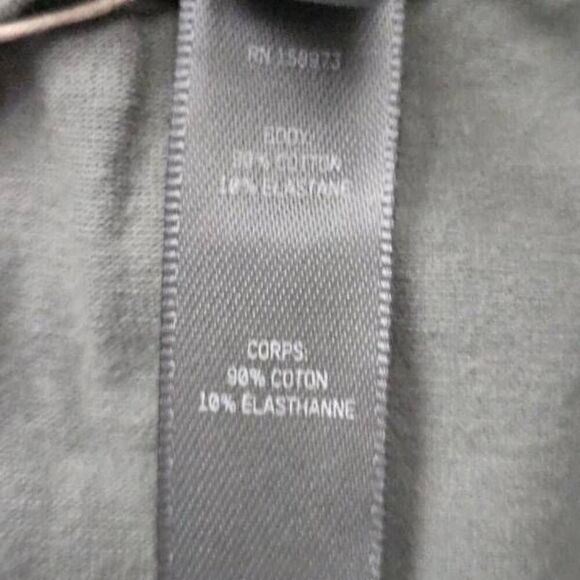 BODY:
90% COTTON
10% ELASTANE
CORPS:
90% COTON
10% ÉLASTHANNE